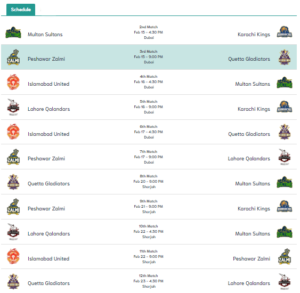 Schedule
Multan Sultans
2nd Match
Feb 15 - 4:30 PM
Dubai
Karachi Kings
Peshawar Zalmi
3rd Match
Feb 15 - 9:00 PM
Dubai
Quetta Gladiators
Islamabad United
4th Match
Feb 16 - 4:30 PM
Dubai
Multan Sultans
Lahore Qalandars
5th Match
Feb 16 - 9:00 PM
Dubai
Karachi Kings
Islamabad United
6th Match
Feb 17 - 4:30 PM
Dubai
Quetta Gladiators
Peshawar Zalmi
7th Match
Feb 17 - 9:00 PM
Dubai
Lahore Qalandars
Quetta Gladiators
8th Match
Feb 20 - 9:00 PM
Sharjah
Multan Sultans
Peshawar Zalmi
9th Match
Feb 21 - 9:00 PM
Sharjah
Karachi Kings
Lahore Qalandars
10th Match
Feb 22 - 4:30 PM
Sharjah
Multan Sultans
Islamabad United
11th Match
Feb 22 - 9:00 PM
Sharjah
Peshawar Zalmi
Quetta Gladiators
12th Match
Feb 23 - 4:30 PM
Sharjah
Lahore Qalandars